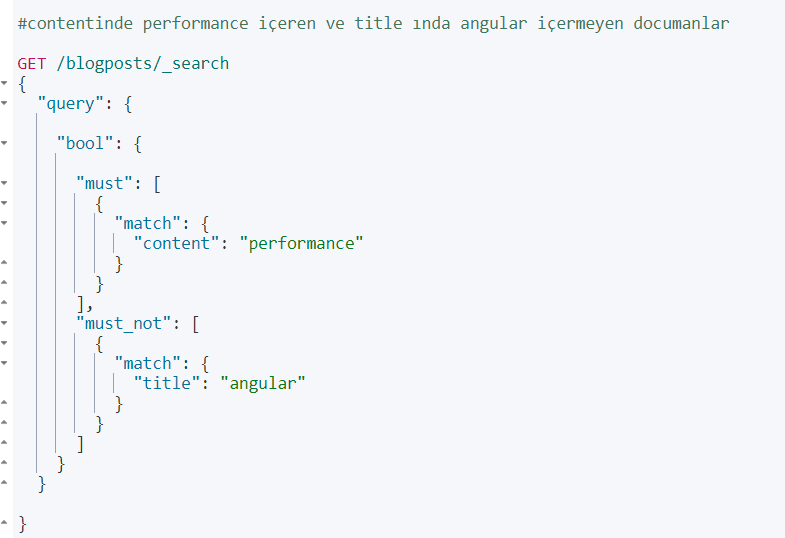 #contentinde performance içeren ve title ında angular içermeyen documanlar
GET /blogposts/_search
{
"query": {
"bool": {
"must": [
{
"match": {
"content": "performance"
}
}
],
"must_not": [
{
"match": {
"title": "angular"
}
}
]
}
}
}